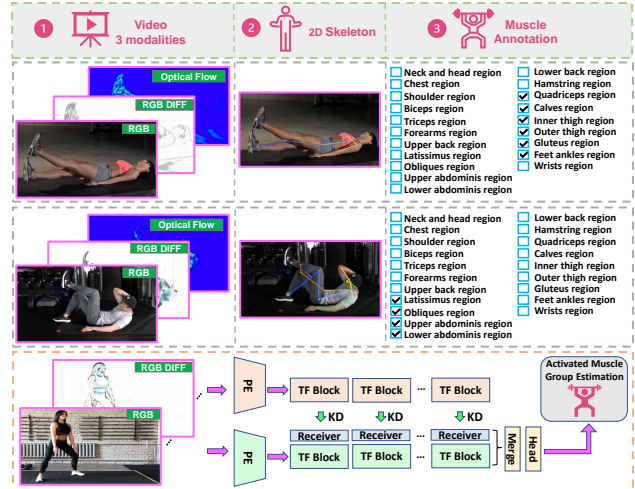 1 Video
3 modalities
2 2D Skeleton
3 Muscle
Annotation
Optical Flow
RGB DIFF
RGB
Neck and head region
Chest region
Shoulder region
Biceps region
Triceps region
Forearms region
Upper back region
Latissimus region
Obliques region
Upper abdominis region
Lower abdominis region
Lower back region
Hamstring region
Quadriceps region
Calves region
Inner thigh region
Outer thigh region
Gluteus region
Feet ankles region
Wrists region
Optical Flow
RGB DIFF
RGB
Neck and head region
Chest region
Shoulder region
Biceps region
Triceps region
Forearms region
Upper back region
Latissimus region
Obliques region
Upper abdominis region
Lower abdominis region
Lower back region
Hamstring region
Quadriceps region
Calves region
Inner thigh region
Outer thigh region
Gluteus region
Feet ankles region
Wrists region
RGB DIFF
RGB
...
...
PE
TF Block
TF Block
...
TF Block
KD
KD
KD
PE
Receiver
Receiver
...
Receiver
TF Block
TF Block
...
TF Block
Merge
Head
Activated Muscle
Group Estimation